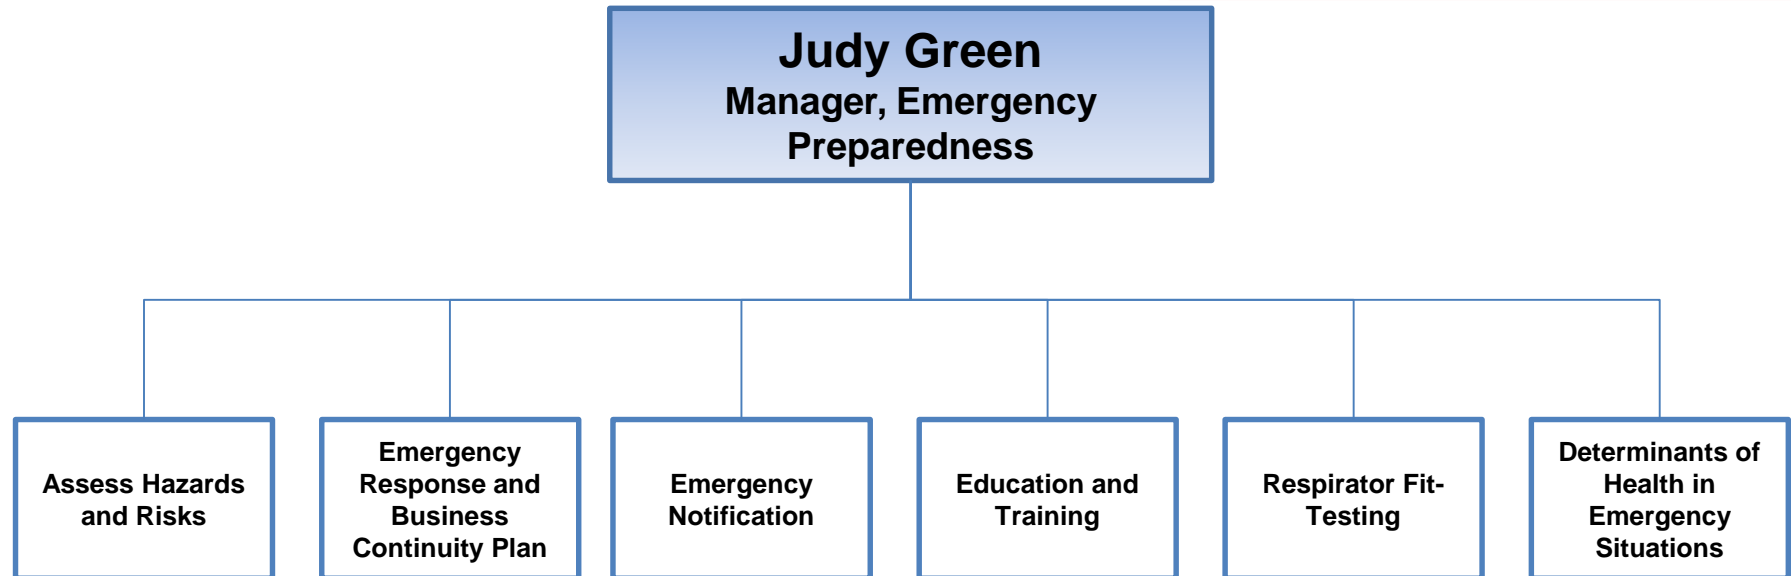 Judy Green
Manager, Emergency
Preparedness
Assess Hazards
and Risks
Emergency
Response and
Business
Continuity Plan
Emergency
Notification
Education and
Training
Respirator Fit-
Testing
Determinants of
Health in
Emergency
Situations